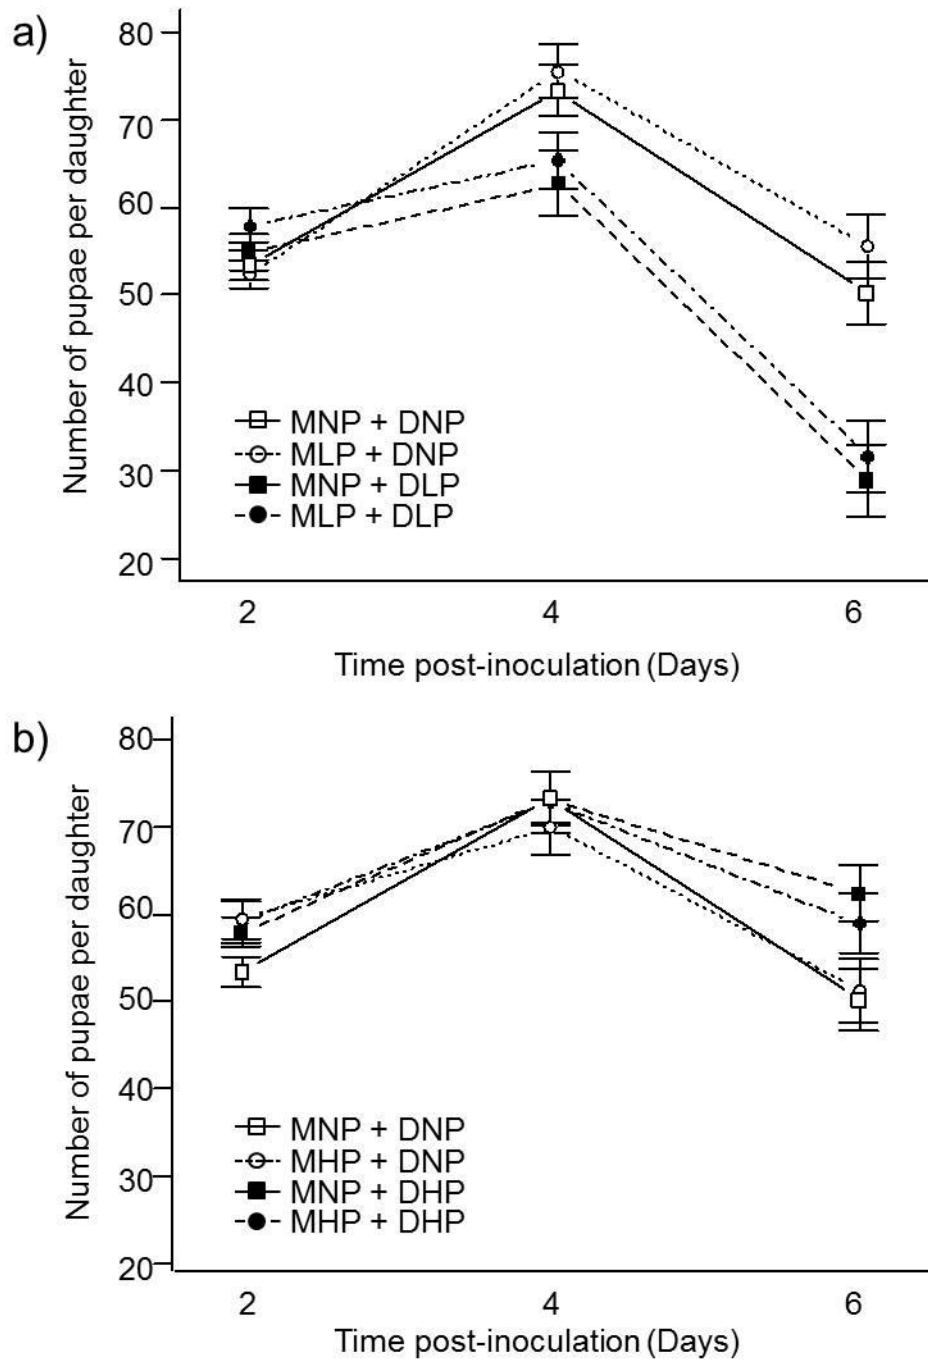 a)
Number of pupae per daughter
80
70
60
50
40
30
20
MNP + DNP
MLP + DNP
MNP + DLP
MLP + DLP
2 4 6
Time post-inoculation (Days)
b)
Number of pupae per daughter
80
70
60
50
40
30
20
MNP + DNP
MHP + DNP
MNP + DHP
MHP + DHP
2 4 6
Time post-inoculation (Days)